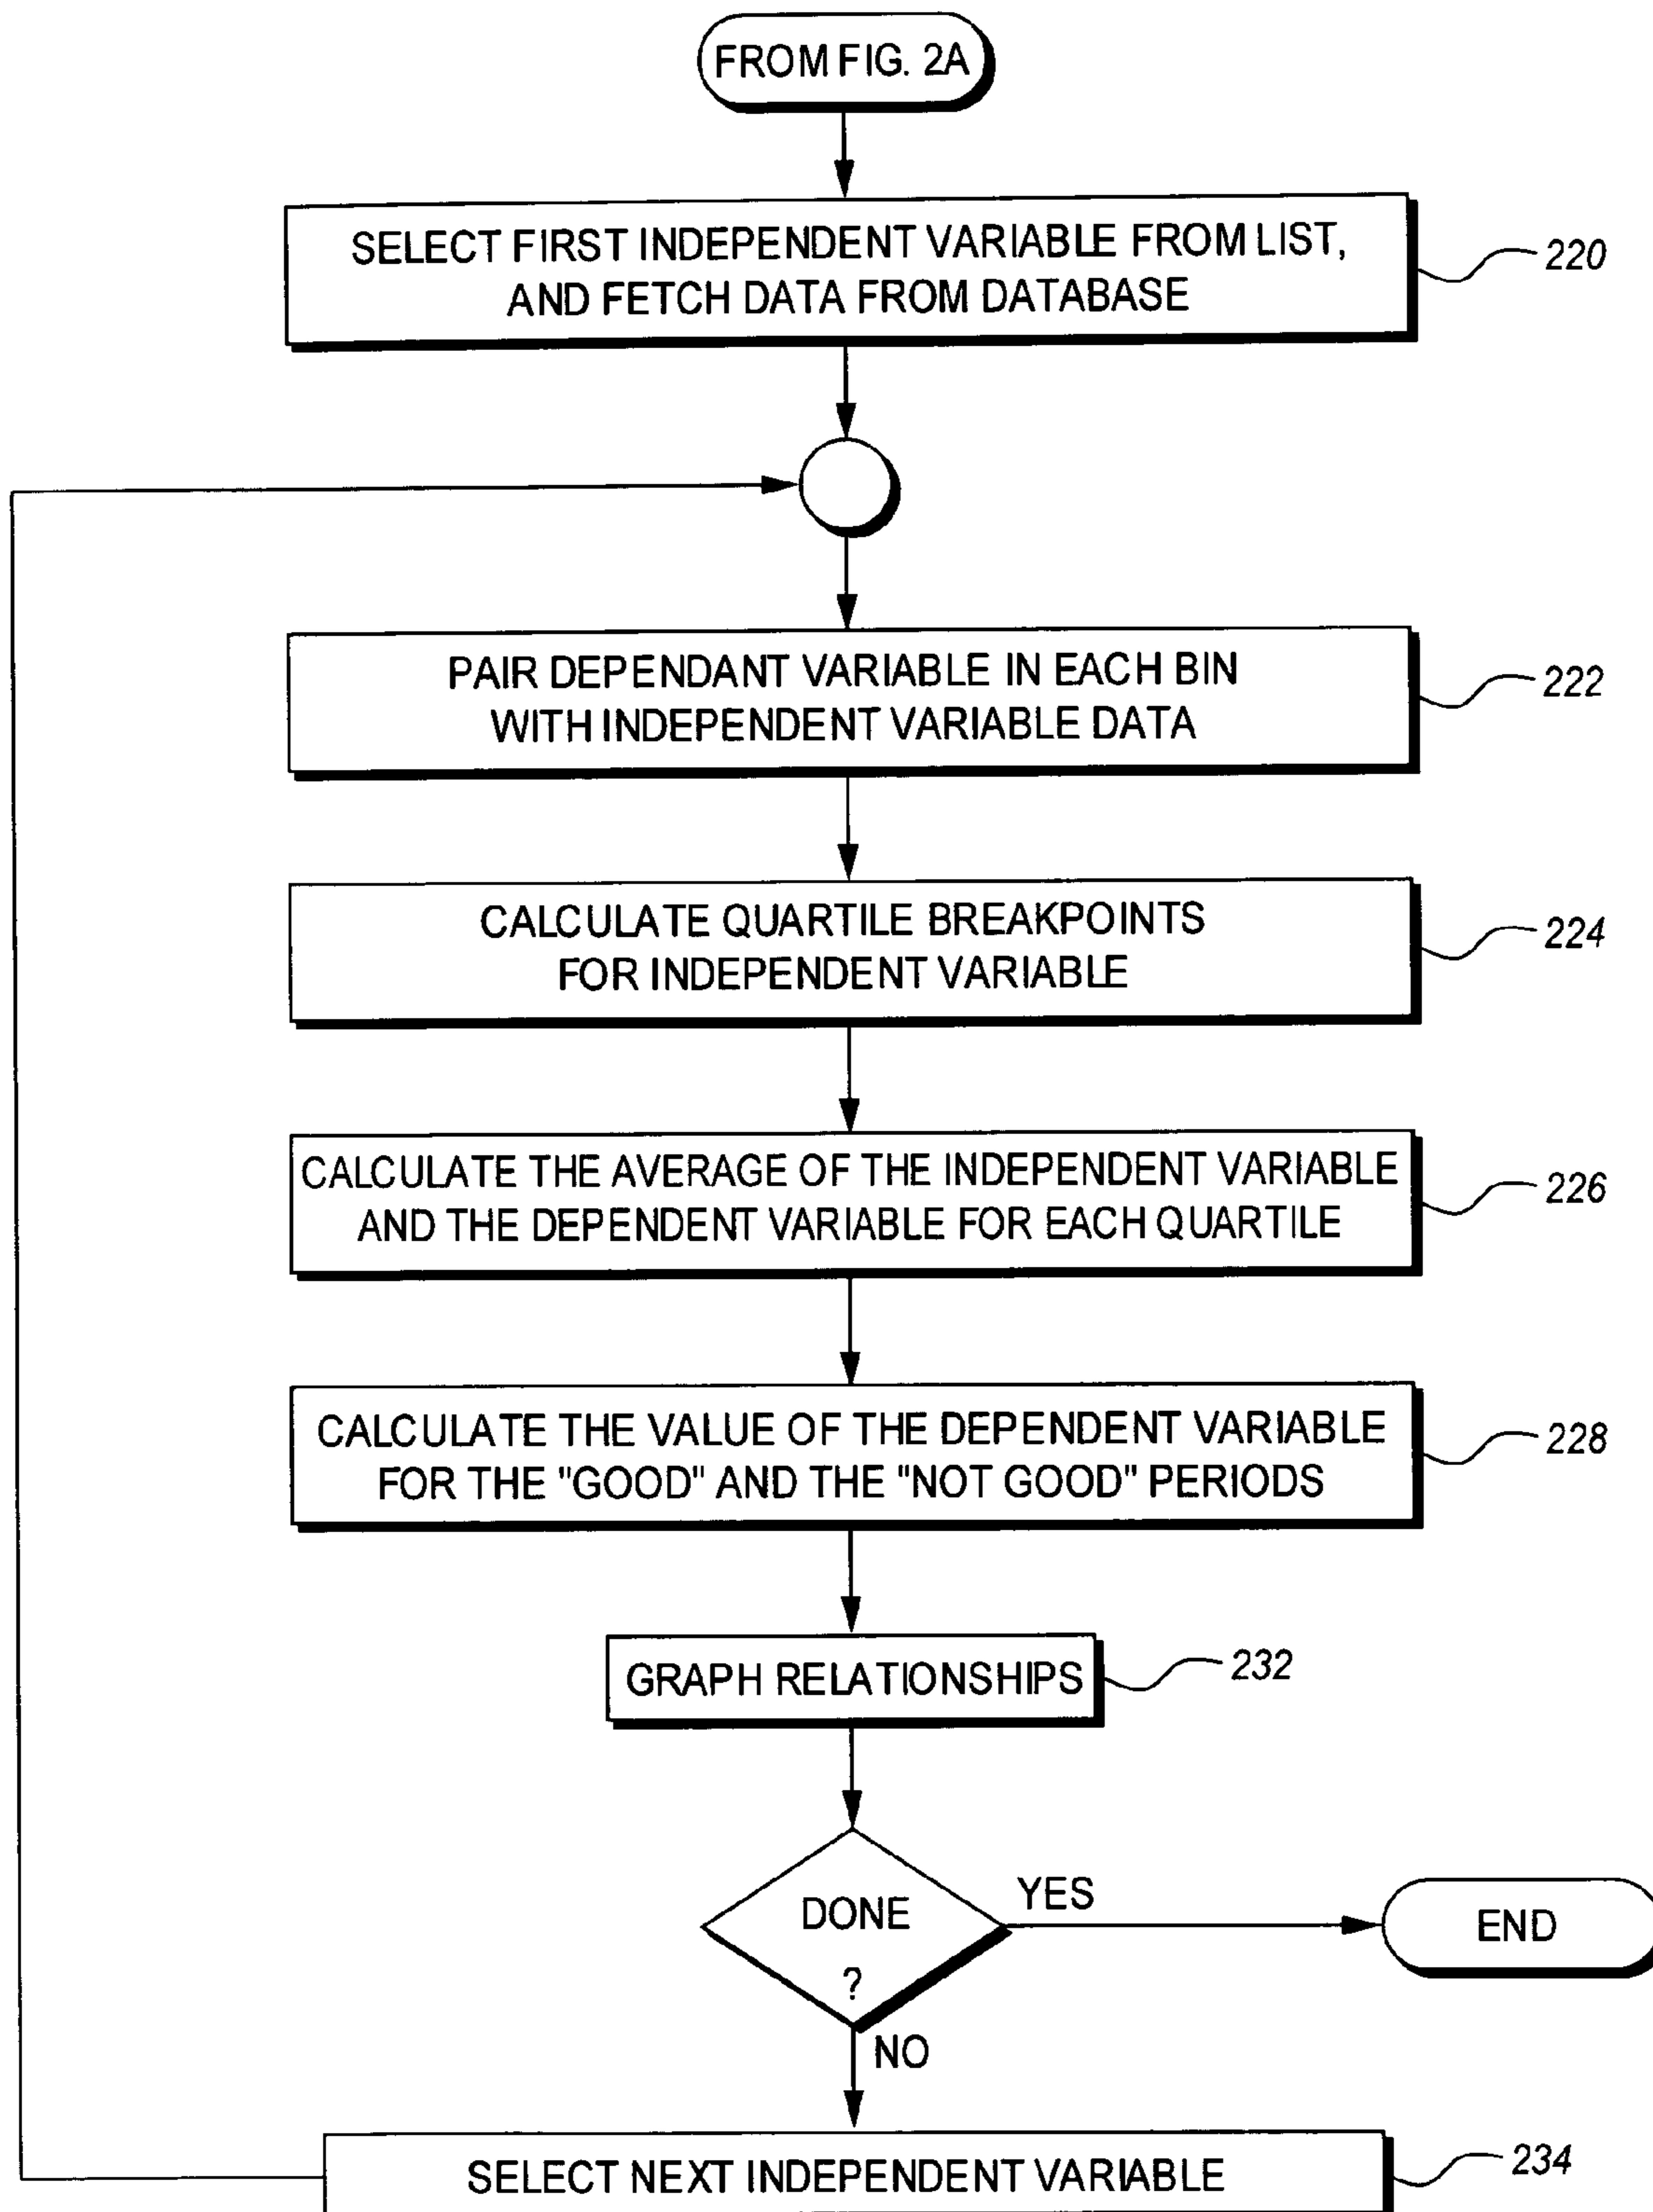 FROM FIG. 2A
SELECT FIRST INDEPENDENT VARIABLE FROM LIST,
AND FETCH DATA FROM DATABASE
220
PAIR DEPENDANT VARIABLE IN EACH BIN
WITH INDEPENDENT VARIABLE DATA
222
CALCULATE QUARTILE BREAKPOINTS
FOR INDEPENDENT VARIABLE
224
CALCULATE THE AVERAGE OF THE INDEPENDENT VARIABLE
AND THE DEPENDENT VARIABLE FOR EACH QUARTILE
226
CALCULATE THE VALUE OF THE DEPENDENT VARIABLE
FOR THE "GOOD" AND THE "NOT GOOD" PERIODS
228
GRAPH RELATIONSHIPS
232
DONE
?
YES
END
NO
SELECT NEXT INDEPENDENT VARIABLE
234